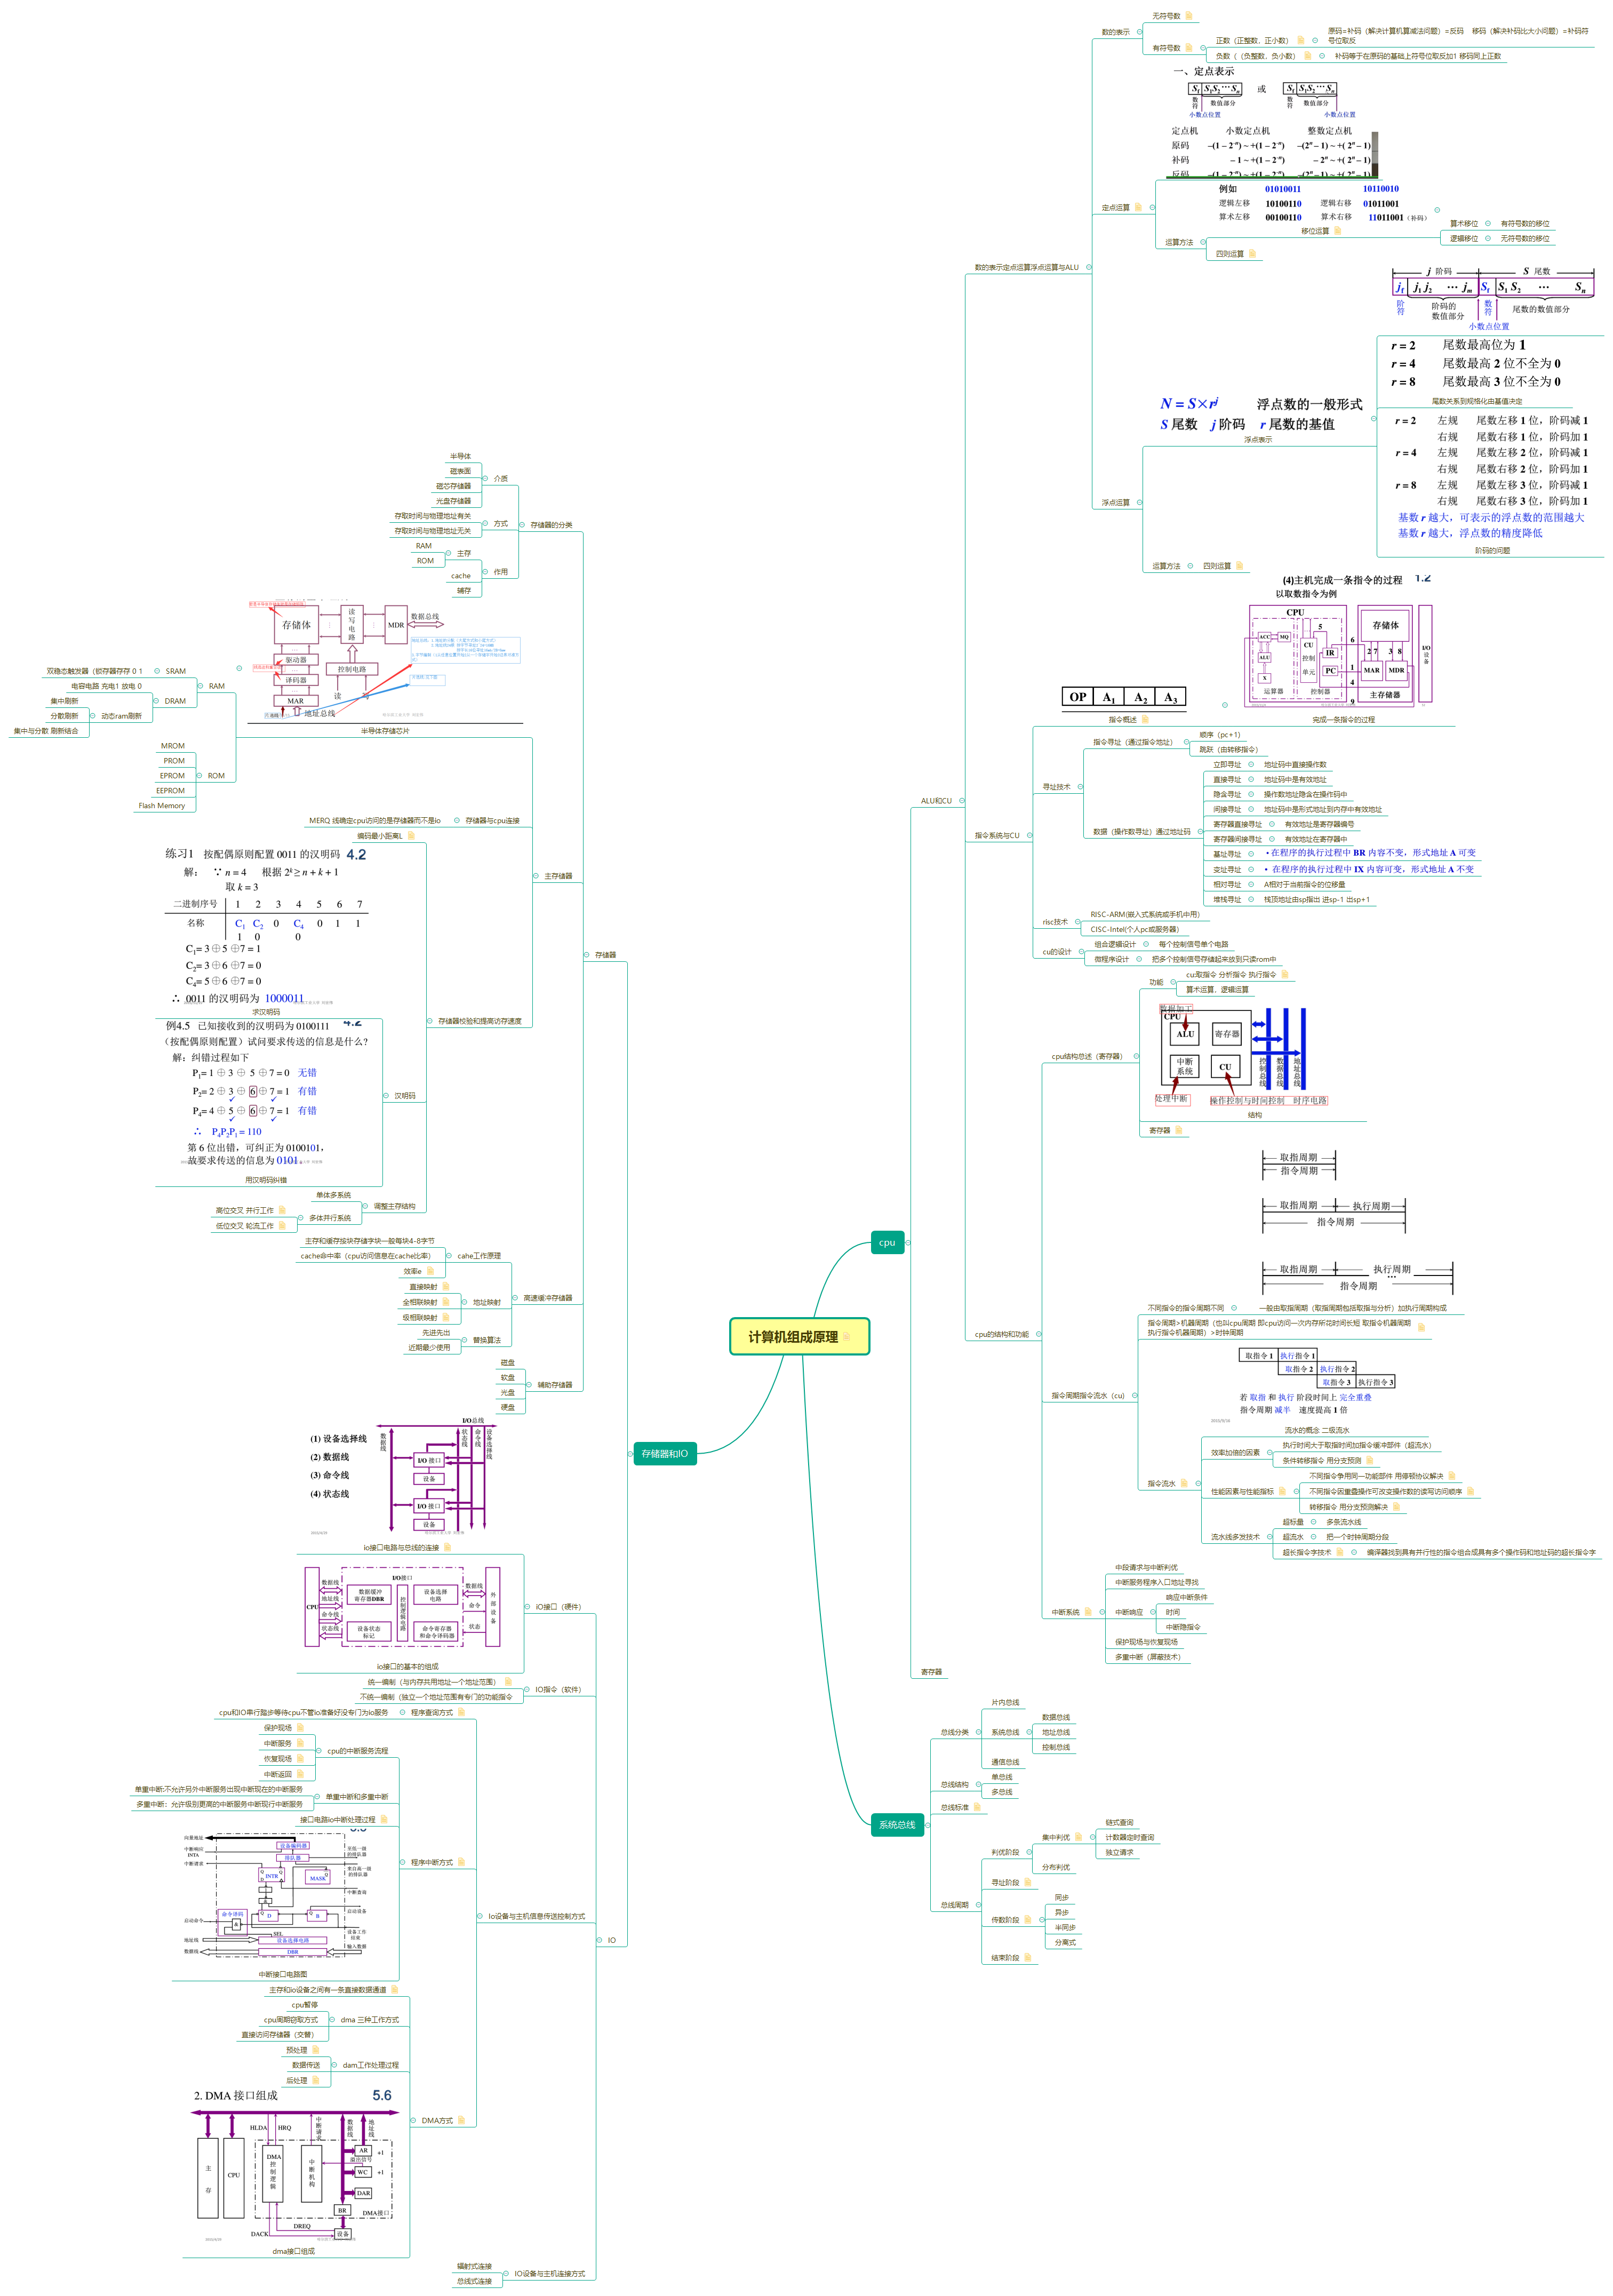 计算机组成原理
cpu
ALU和CU
数的表示定点运算浮点运算与ALU
数的表示
无符号数
有符号数
正数（正整数，正小数）
原码=补码（解决计算机算减法问题）=反码 移码（解决补码比大小问题）=补码符
号位取反
负数（（负整数，负小数）
补码等于在原码的基础上符号位取反加1 移码同上正数
定点运算
一、定点表示
Sf S1S2…Sn 或 Sf S1S2…Sn
数符 数值部分 数符 数值部分
小数点位置 小数点位置
定点机 小数定点机 整数定点机
原码 –(1 – 2-n) ~ +(1 – 2-n) –(2n – 1) ~ +( 2n – 1)
补码 – 1 ~ +(1 – 2-n) – 2n ~ +( 2n – 1)
反码 –(1 – 2-n) ~ +(1 – 2-n) –(2n – 1) ~ +( 2n – 1)
例如 01010011 10110010
逻辑左移 10100110 逻辑右移 01011001
算术左移 00100110 算术右移 11011001（补码）
运算方法
移位运算
算术移位 有符号数的移位
逻辑移位 无符号数的移位
四则运算
浮点运算
N = S×rj 浮点数的一般形式
S 尾数 j 阶码 r 尾数的基值
浮点表示
j 阶码 S 尾数
jf j1 j2 … jm Sf S1 S2 … Sn
阶符 阶码的数值部分 数符 尾数的数值部分
小数点位置
r = 2 尾数最高位为 1
r = 4 尾数最高 2 位不全为 0
r = 8 尾数最高 3 位不全为 0
尾数关系到规格化由基值决定
r = 2 左规 尾数左移 1 位，阶码减 1
右规 尾数右移 1 位，阶码加 1
r = 4 左规 尾数左移 2 位，阶码减 1
右规 尾数右移 2 位，阶码加 1
r = 8 左规 尾数左移 3 位，阶码减 1
右规 尾数右移 3 位，阶码加 1
基数 r 越大，可表示的浮点数的范围越大
基数 r 越大，浮点数的精度降低
阶码的问题
运算方法 四则运算
指令系统与CU
OP A1 A2 A3
指令概述
(4)主机完成一条指令的过程 1.2
以取数指令为例
CPU
ACC MQ
ALU
X
运算器
CU
控制
单元
IR
PC
控制器
存储体
MAR MDR
主存储器
I/O设备
5 6 2 7 3 8 1 4 9
完成一条指令的过程
寻址技术
指令寻址（通过指令地址）
顺序（pc+1)
跳跃（由转移指令）
数据（操作数寻址）通过地址码
立即寻址 地址码中直接操作数
直接寻址 地址码中是有效地址
隐含寻址 操作数地址隐含在操作码中
间接寻址 地址码中是形式地址到内存中有效地址
寄存器直接寻址 有效地址是寄存器编号
寄存器间接寻址 有效地址在寄存器中
基址寻址 • 在程序的执行过程中 BR 内容不变，形式地址 A 可变
变址寻址 • 在程序的执行过程中 IX 内容可变，形式地址 A 不变
相对寻址 A相对于当前指令的位移量
堆栈寻址 栈顶地址由sp指出 进sp-1 出sp+1
risc技术
RISC-ARM(嵌入式系统或手机中用)
CISC-Intel(个人pc或服务器)
cu的设计
组合逻辑设计 每个控制信号单个电路
微程序设计 把多个控制信号存储起来放到只读rom中
cpu的结构和功能
cpu结构总述（寄存器）
功能
cu:取指令 分析指令 执行指令
算术运算，逻辑运算
数据加工
CPU
ALU 寄存器
中断系统 CU
控制总线 数据总线 地址总线
处理中断 操作控制与时间控制 时序电路
结构
寄存器
指令周期指令流水（cu）
取指周期
指令周期
取指周期 执行周期
指令周期
取指周期 执行周期
…
指令周期
不同指令的指令周期不同 一般由取指周期（取指周期包括取指与分析）加执行周期构成
指令周期>机器周期（也叫cpu周期 即cpu访问一次内存所花时间长短 取指令机器周期
执行指令机器周期）>时钟周期
指令流水
取指令 1 执行指令 1
取指令 2 执行指令 2
取指令 3 执行指令 3
若 取指 和 执行 阶段时间上 完全重叠
指令周期 减半 速度提高 1 倍
流水的概念 二级流水
效率加倍的因素
执行时间大于取指时间加指令缓冲部件（超流水）
条件转移指令 用分支预测
性能因素与性能指标
不同指令争用同一功能部件 用停顿协议解决
不同指令因重叠操作可改变操作数的读写访问顺序
转移指令 用分支预测解决
流水线多发技术
超标量 多条流水线
超流水 把一个时钟周期分段
超长指令字技术 编译器找到具有并行性的指令组合成具有多个操作码和地址码的超长指令字
中断系统
中段请求与中断判优
中断服务程序入口地址寻找
中断响应
响应中断条件
时间
中断隐指令
保护现场与恢复现场
多重中断（屏蔽技术）
寄存器
系统总线
总线分类
片内总线
系统总线
数据总线
地址总线
控制总线
通信总线
总线结构
单总线
多总线
总线标准
总线周期
判优阶段
集中判优
链式查询
计数器定时查询
独立请求
分布判优
寻址阶段
传数阶段
同步
异步
半同步
分离式
结束阶段
存储器和IO
存储器
存储器的分类
介质
半导体
磁表面
磁芯存储器
光盘存储器
方式
存取时间与物理地址有关
存取时间与物理地址无关
作用
主存
RAM
ROM
cache
辅存
主存储器
存储体 读写电路 MDR 数据总线
驱动器
译码器 控制电路
MAR 读 写
地址总线
半导体存储芯片
RAM
SRAM 双稳态触发器（锁存器存存 0 1
DRAM
电容电路 充电1 放电 0
动态ram刷新
集中刷新
分散刷新
集中与分散 刷新结合
ROM
MROM
PROM
EPROM
EEPROM
Flash Memory
存储器与cpu连接 MERQ 线确定cpu访问的是存储器而不是io
存储器校验和提高访存速度
编码最小距离L
汉明码
练习1 按配偶原则配置 0011 的汉明码 4.2
解： ∵ n = 4 根据 2k ≥ n + k + 1
取 k = 3
二进制序号 1 2 3 4 5 6 7
名称 C1 C2 0 C4 0 1 1
1 0 0
C1= 3 ⊕ 5 ⊕ 7 = 1
C2= 3 ⊕ 6 ⊕ 7 = 0
C4= 5 ⊕ 6 ⊕ 7 = 0
∴ 0011 的汉明码为 1000011
求汉明码
例4.5 已知接收到的汉明码为 0100111 4.2
（按配偶原则配置）试问要求传送的信息是什么?
解：纠错过程如下
P1= 1 ⊕ 3 ⊕ 5 ⊕ 7 = 0 无错
P2= 2 ⊕ 3 ⊕ 6 ⊕ 7 = 1 有错
P4= 4 ⊕ 5 ⊕ 6 ⊕ 7 = 1 有错
∴ P4P2P1 = 110
第 6 位出错，可纠正为 0100101，
故要求传送的信息为 0101。
用汉明码纠错
调整主存结构
单体多系统
多体并行系统
高位交叉 并行工作
低位交叉 轮流工作
高速缓冲存储器
cahe工作原理
主存和缓存按块存储字块一般每块4-8字节
cache命中率（cpu访问信息在cache比率）
效率e
地址映射
直接映射
全相联映射
级相联映射
替换算法
先进先出
近期最少使用
辅助存储器
磁盘
软盘
光盘
硬盘
IO
iO接口（硬件）
I/O总线
(1) 设备选择线
(2) 数据线
(3) 命令线
(4) 状态线
数据线 状态线 命令线 设备选择线
I/O 接口
设备
I/O 接口
设备
io接口电路与总线的连接
I/O接口
CPU
数据线 地址线 命令线 状态线
数据缓冲寄存器DBR
控制逻辑电路
设备选择电路
设备状态标记
命令寄存器和命令译码器
数据线 命令 状态
外部设备
io接口的基本的组成
IO指令（软件）
统一编制（与内存共用地址一个地址范围）
不统一编制（独立一个地址范围有专门的功能指令
Io设备与主机信息传送控制方式
程序查询方式 cpu和IO串行踏步等待cpu不管io准备好没专门为io服务
程序中断方式
cpu的中断服务流程
保护现场
中断服务
恢复现场
中断返回
单重中断和多重中断
单重中断:不允许另外中断服务出现中断现在的中断服务
多重中断：允许级别更高的中断服务中断现行中断服务
接口电路io中断处理过程
向量地址
中断响应
INTA
中断请求
设备编码器
排队器
至低一级的排队器
来自高一级的排队器
INTR MASK
中断查询
命令译码
启动命令 & D B 启动设备
设备工作结束
SEL
地址线 设备选择电路
数据线 DBR 输入数据
中断接口电路图
DMA方式
主存和io设备之间有一条直接数据通道
dma 三种工作方式
cpu暂停
cpu周期窃取方式
直接访问存储器（交替）
dam工作处理过程
预处理
数据传送
后处理
2. DMA 接口组成 5.6
HLDA HRQ 中断请求 数据线 地址线
主存 CPU DMA控制逻辑 中断机构
AR +1
溢出信号
WC +1
DAR
BR
DMA接口
DREQ
DACK 设备
dma接口组成
IO设备与主机连接方式
辐射式连接
总线式连接